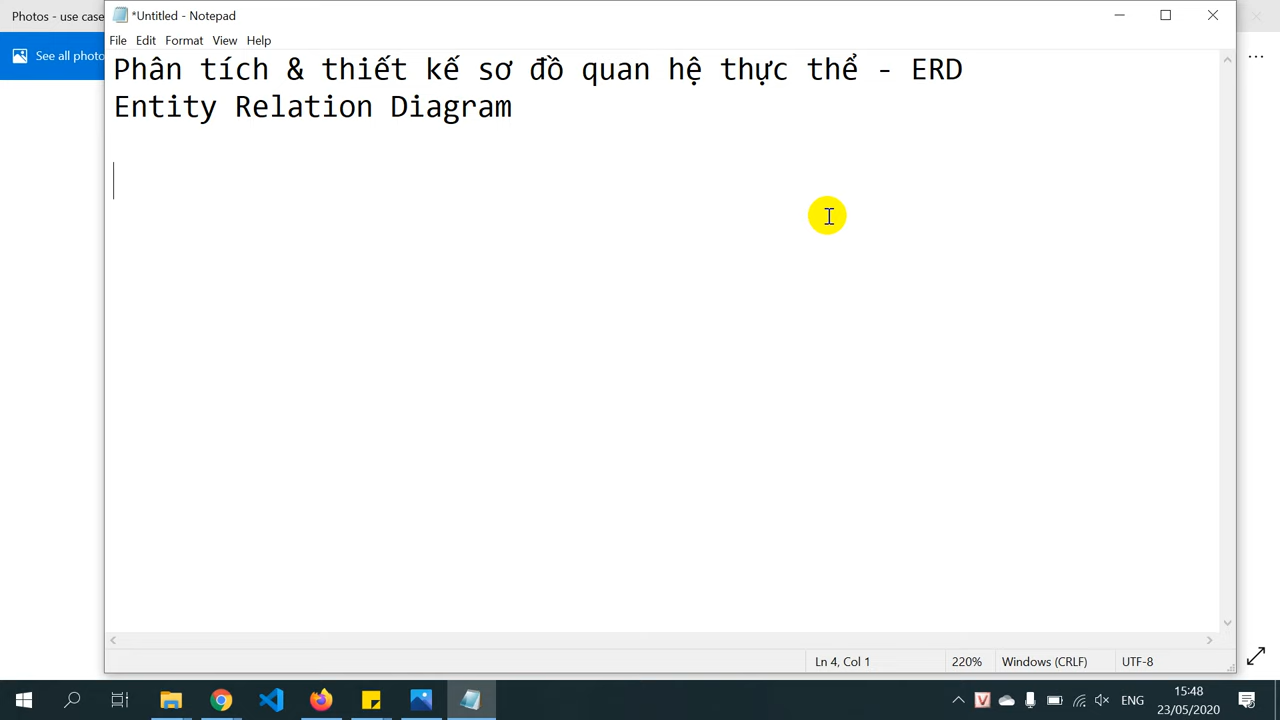 Photos - use case
*Untitled - Notepad
See all photo
File Edit Format View Help
Phân tích & thiết kế sơ đồ quan hệ thực thể - ERD
Entity Relation Diagram
Ln 4, Col 1 220% Windows (CRLF) UTF-8
ENG
15:48
23/05/2020